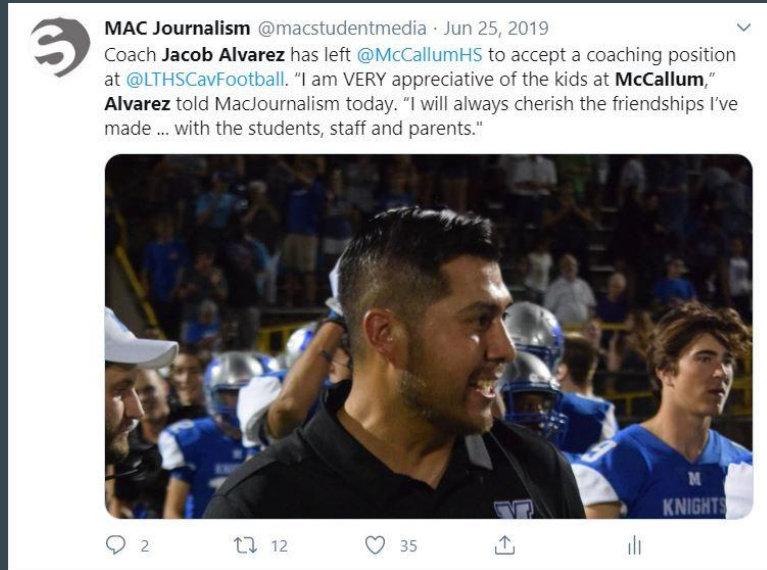 MAC Journalism @macstudentmedia · Jun 25, 2019
Coach Jacob Alvarez has left @McCallumHS to accept a coaching position
at @LTHSCavFootball. “I am VERY appreciative of the kids at McCallum,”
Alvarez told MacJournalism today. “I will always cherish the friendships I’ve
made ... with the students, staff and parents."
M
KNIGHTS
2 12 35